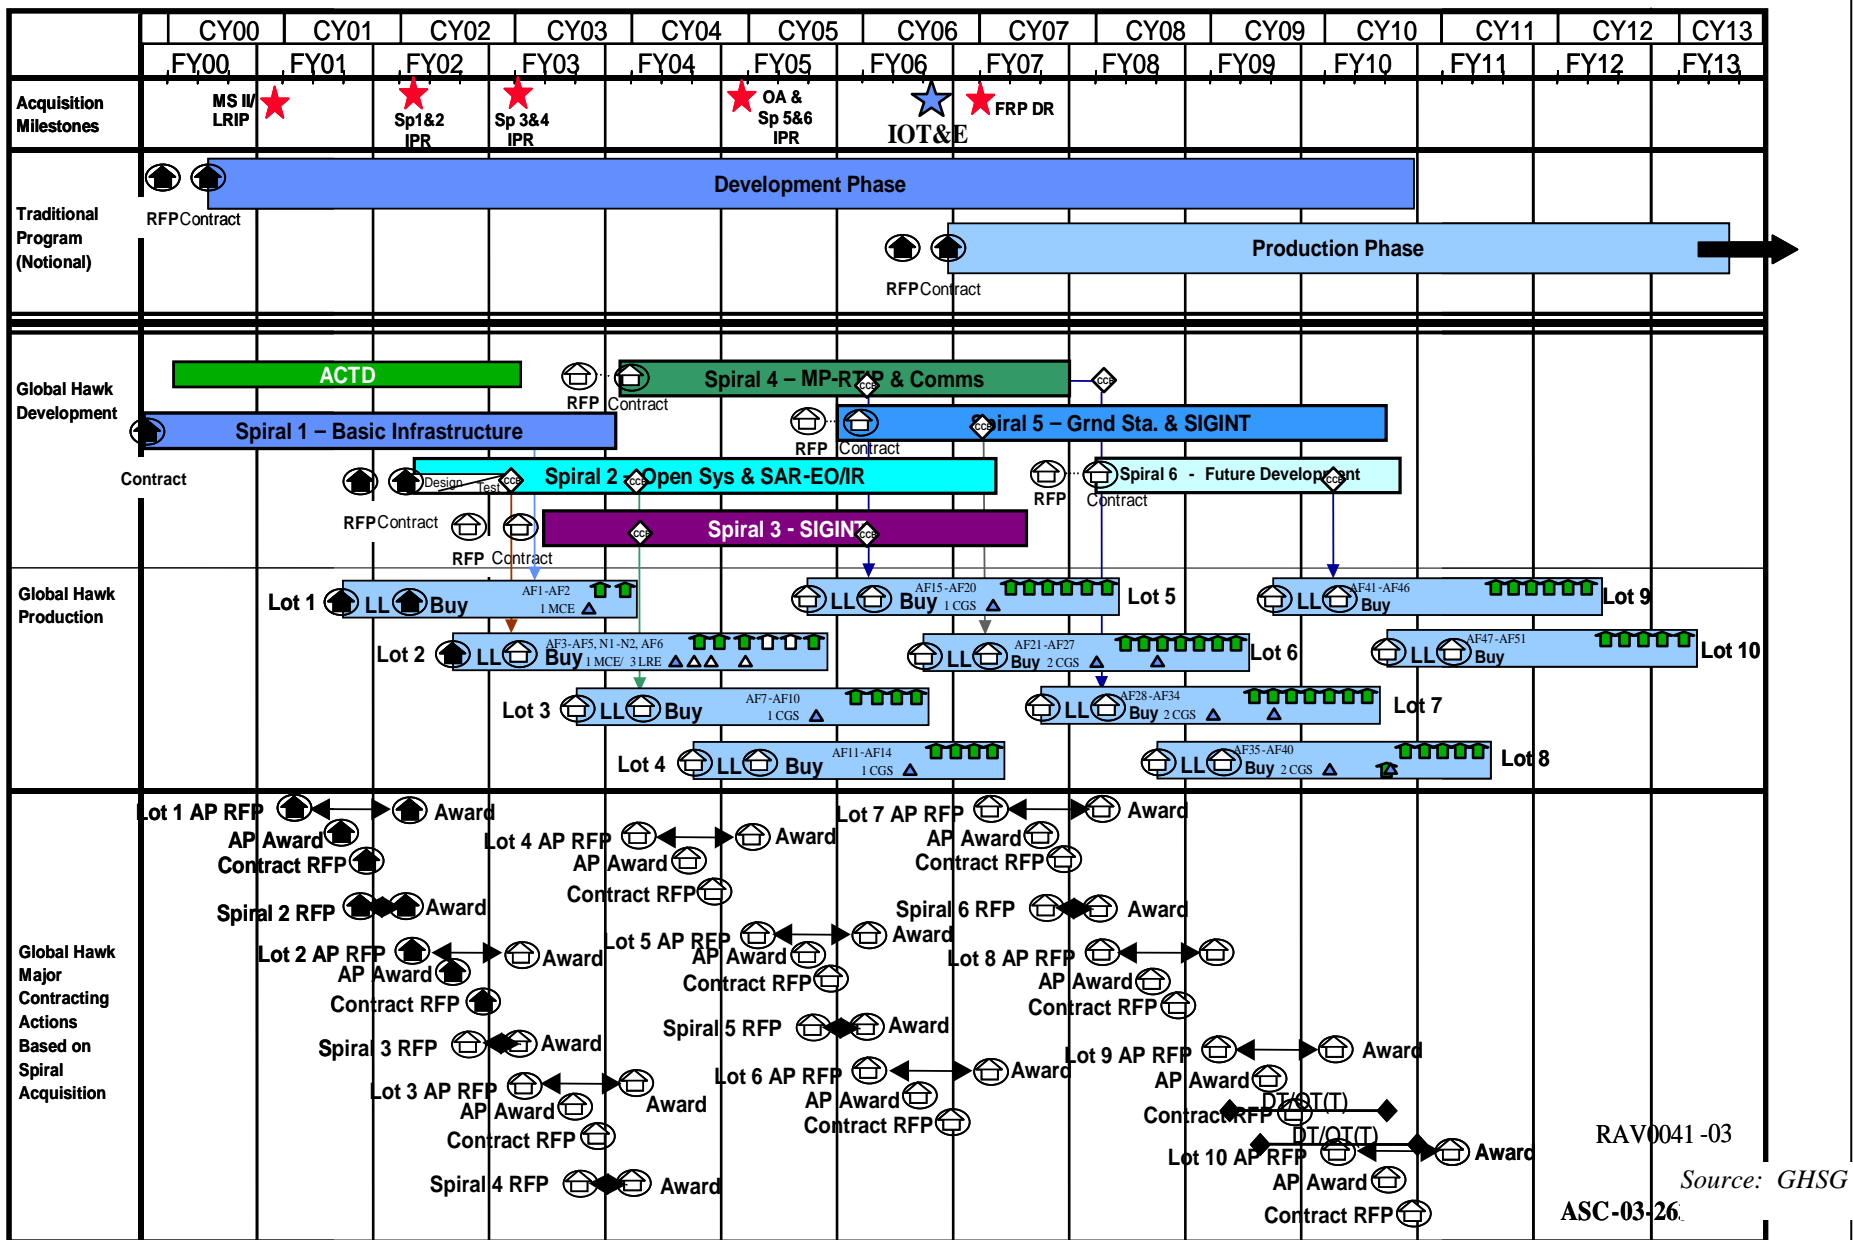 CY00 CY01 CY02 CY03 CY04 CY05 CY06 CY07 CY08 CY09 CY10 CY11 CY12 CY13
FY00 FY01 FY02 FY03 FY04 FY05 FY06 FY07 FY08 FY09 FY10 FY11 FY12 FY13
Acquisition
Milestones
MS II/
LRIP
Sp1&2
IPR
Sp 3&4
IPR
OA &
Sp 5&6
IPR
IOT&E
FRP DR
Traditional
Program
(Notional)
Development Phase
RFP Contract
Production Phase
RFP Contract
Global Hawk
Development
ACTD
RFP Contract
Spiral 4 – MP-RTIP & Comms
CCB
CCB
Spiral 1 – Basic Infrastructure
Contract
RFP Contract
Spiral 5 – Grnd Sta. & SIGINT
CCB
Design
Test
CCB
Spiral 2 – Open Sys & SAR-EO/IR
CCB
RFP Contract
RFP
Contract
Spiral 6 - Future Development
CCB
Spiral 3 - SIGINT
CCB
CCB
RFP Contract
Global Hawk
Production
Lot 1 LL Buy AF1-AF2
1 MCE
Lot 2 LL Buy AF3-AF5, N1-N2, AF6
1 MCE/ 3 LRE
Lot 3 LL Buy AF7-AF10
1 CGS
Lot 4 LL Buy AF11-AF14
1 CGS
LL Buy AF15-AF20
1 CGS
Lot 5
LL Buy AF21-AF27
2 CGS
Lot 6
LL Buy AF28-AF34
2 CGS
Lot 7
LL Buy AF35-AF40
2 CGS
Lot 8
LL AF41-AF46
Buy
Lot 9
LL AF47-AF51
Buy
Lot 10
Global Hawk
Major
Contracting
Actions
Based on
Spiral
Acquisition
Lot 1 AP RFP Award
AP Award
Contract RFP
Spiral 2 RFP Award
Lot 2 AP RFP Award
AP Award
Contract RFP
Spiral 3 RFP Award
Lot 3 AP RFP Award
AP Award
Contract RFP
Spiral 4 RFP Award
Lot 4 AP RFP Award
AP Award
Contract RFP
Lot 5 AP RFP Award
AP Award
Contract RFP
Spiral 5 RFP Award
Lot 6 AP RFP Award
AP Award
Contract RFP
Lot 7 AP RFP Award
AP Award
Contract RFP
Spiral 6 RFP Award
Lot 8 AP RFP
AP Award
Contract RFP
Lot 9 AP RFP Award
AP Award
Contract RFP
DT/OT(T)
DT/OT(T)
Lot 10 AP RFP Award
AP Award
Contract RFP
RAV0041 -03
Source: GHSG
ASC-03-26